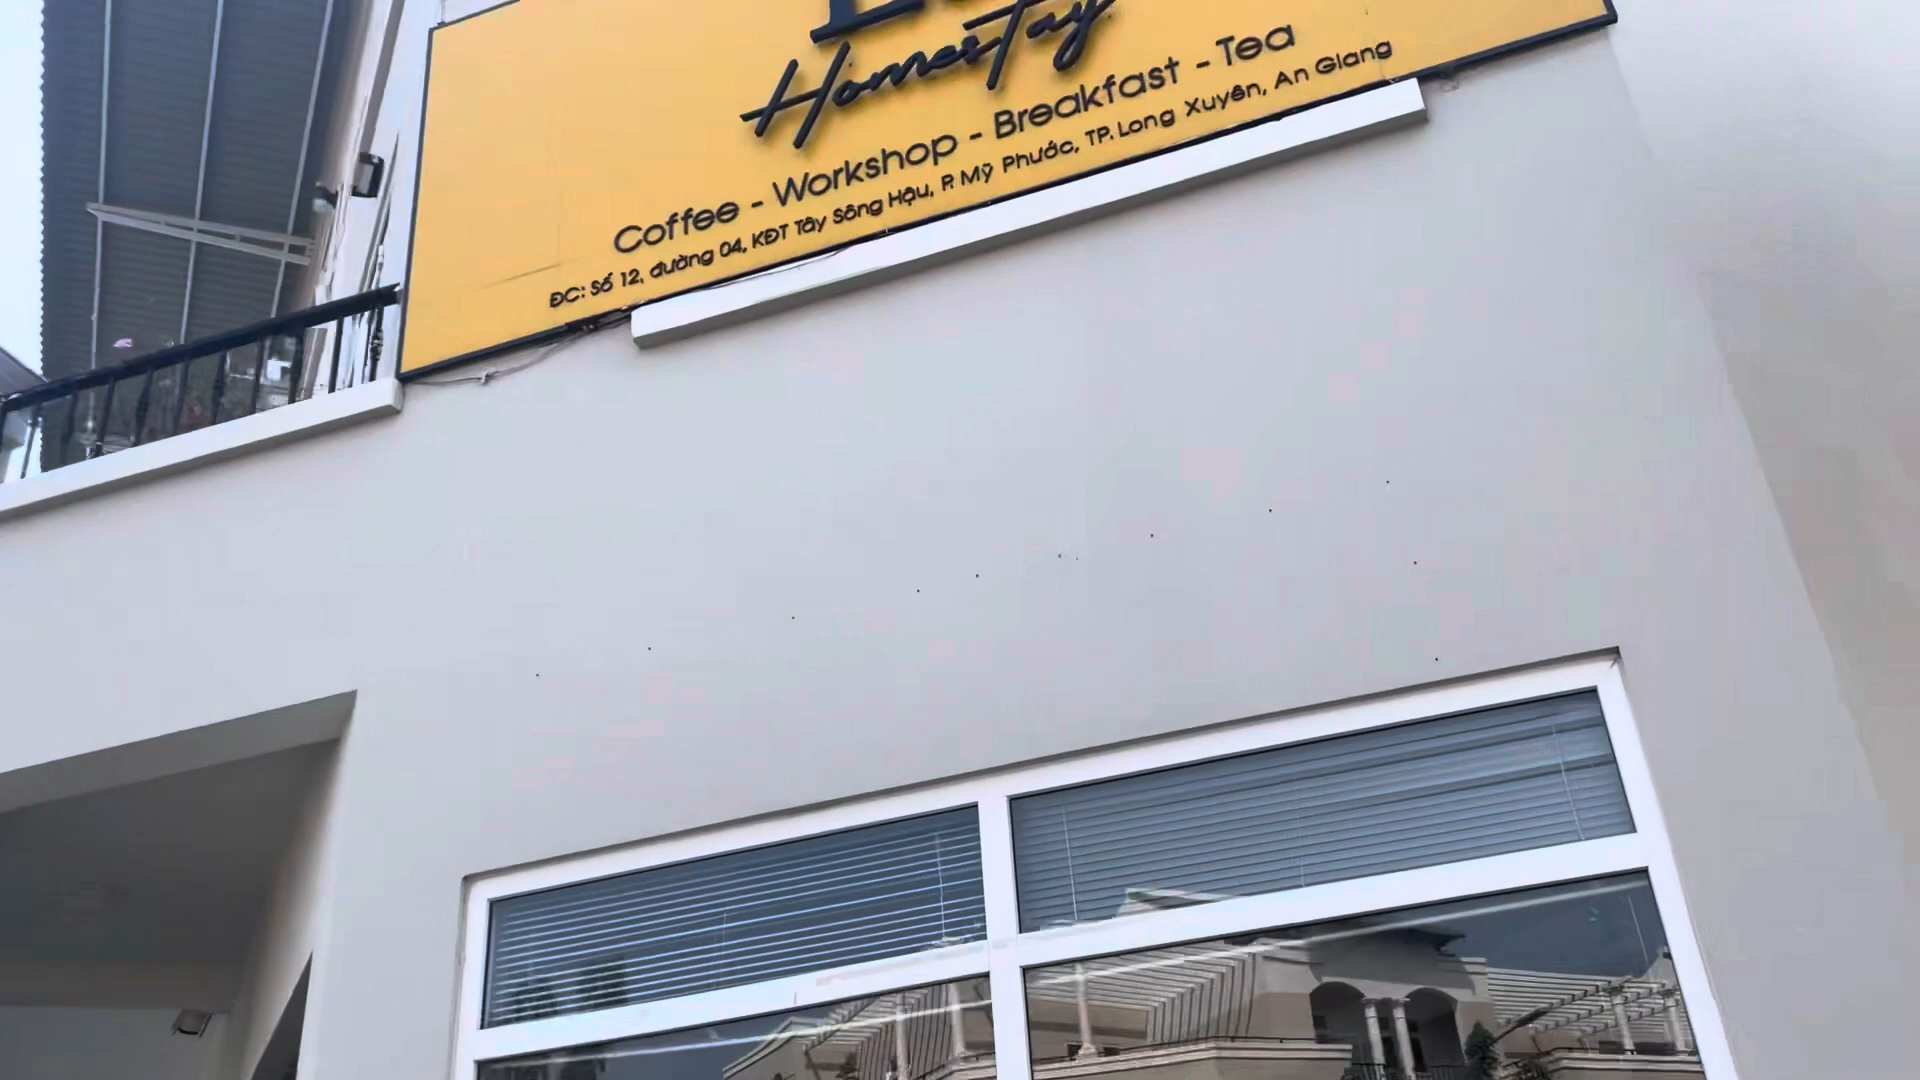 Homestay
Coffee - Workshop - Breakfast - Tea
ĐC: Số 12, đường 04, KĐT Tây Sông Hậu, P. Mỹ Phước, TP. Long Xuyên, An Giang